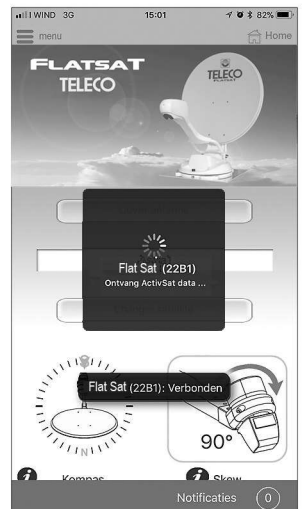 WIND 3G 15:01 82%
menu Home
FLATSAT
TELECO
TELECO
FLATSAT
Flat Sat (22B1)
Ontvang ActivSat data ...
Flat Sat (22B1): Verbonden
N
90°
i Kompas i Skew
Notificaties 0